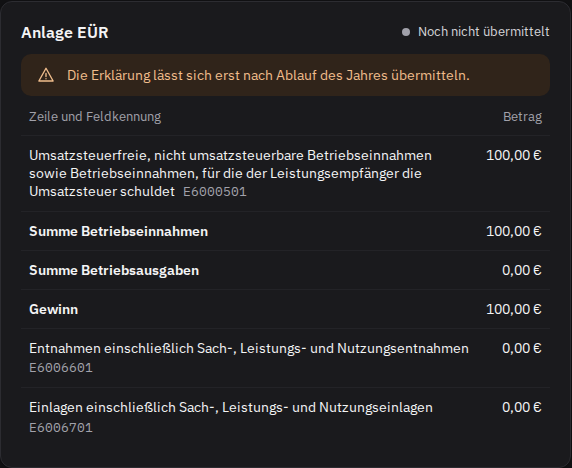 Anlage EÜR
Noch nicht übermittelt
Die Erklärung lässt sich erst nach Ablauf des Jahres übermitteln.
Zeile und Feldkennung Betrag
Umsatzsteuerfreie, nicht umsatzsteuerbare Betriebseinnahmen 100,00 €
sowie Betriebseinnahmen, für die der Leistungsempfänger die
Umsatzsteuer schuldet E6000501
Summe Betriebseinnahmen 100,00 €
Summe Betriebsausgaben 0,00 €
Gewinn 100,00 €
Entnahmen einschließlich Sach-, Leistungs- und Nutzungsentnahmen 0,00 €
E6006601
Einlagen einschließlich Sach-, Leistungs- und Nutzungseinlagen 0,00 €
E6006701